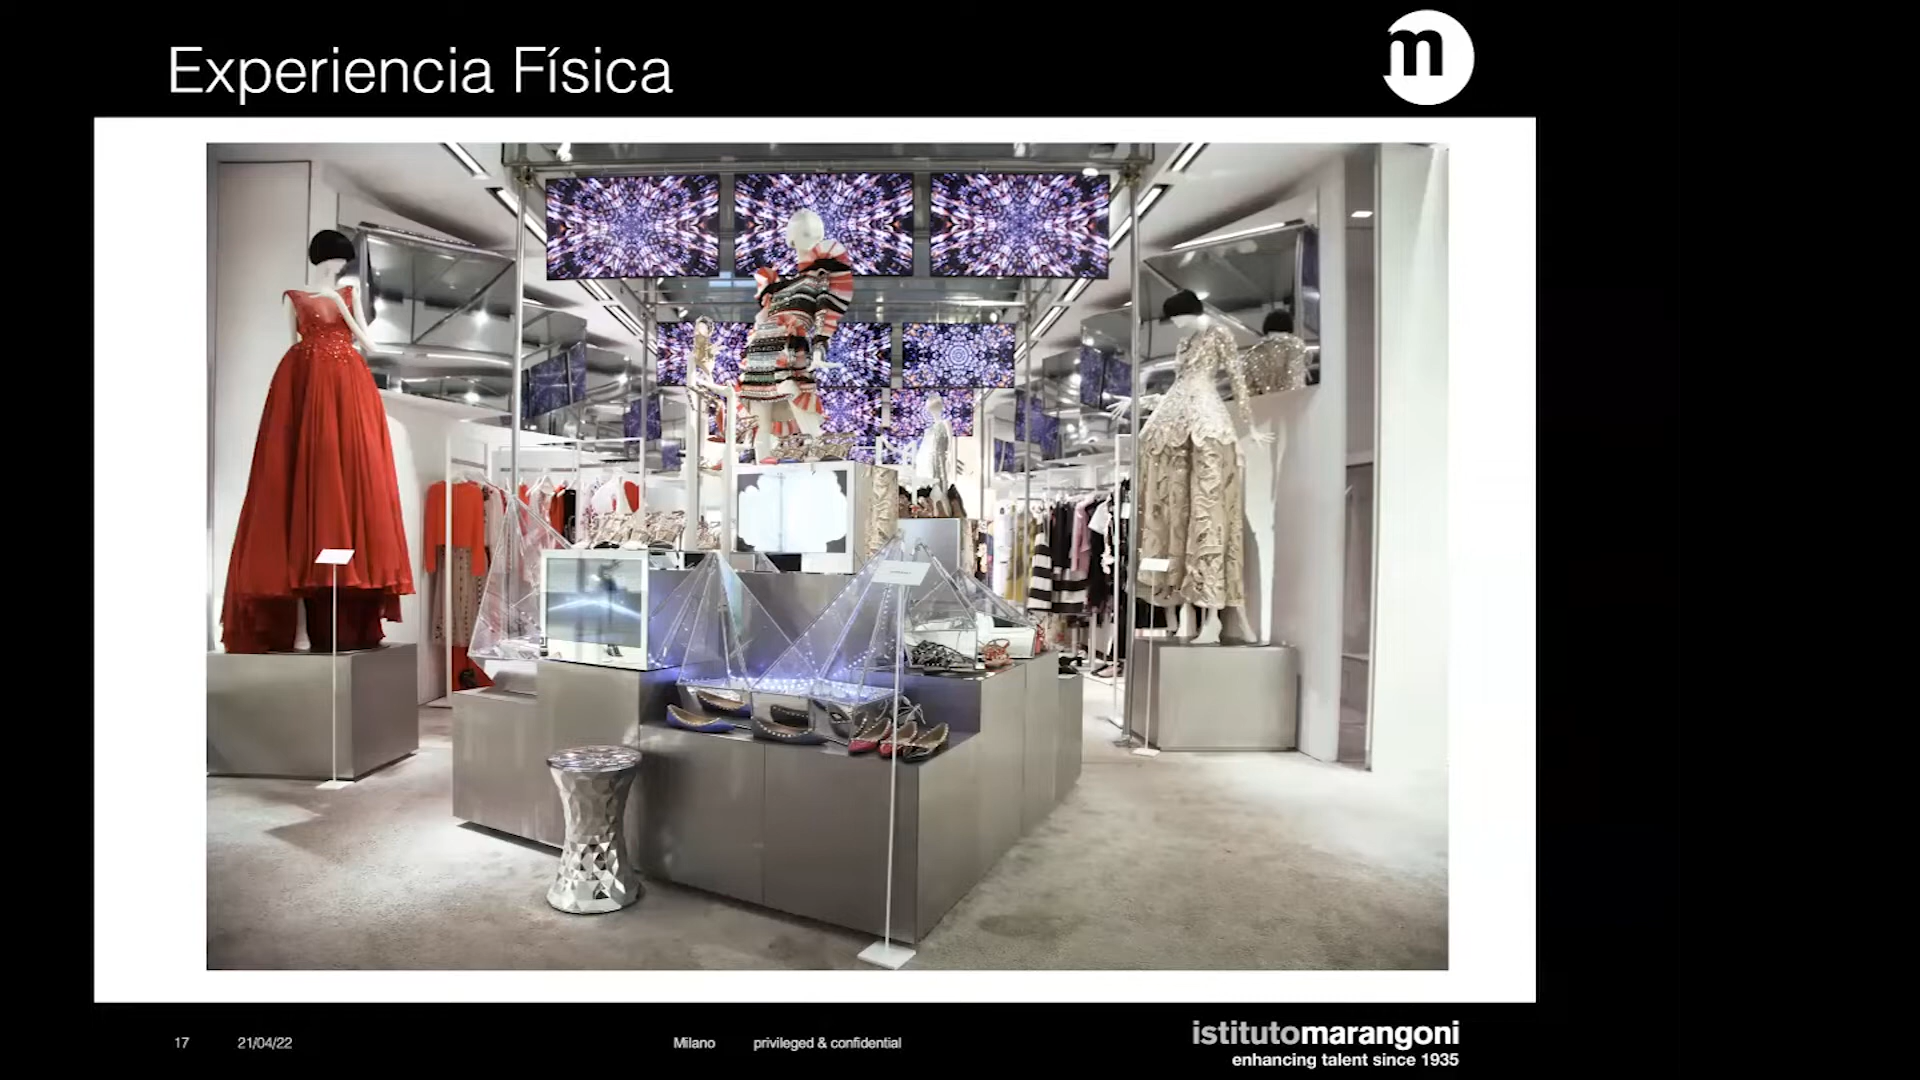 Experiencia Física
m
17
21/04/22
Milano
privileged & confidential
istitutomarangoni
enhancing talent since 1935